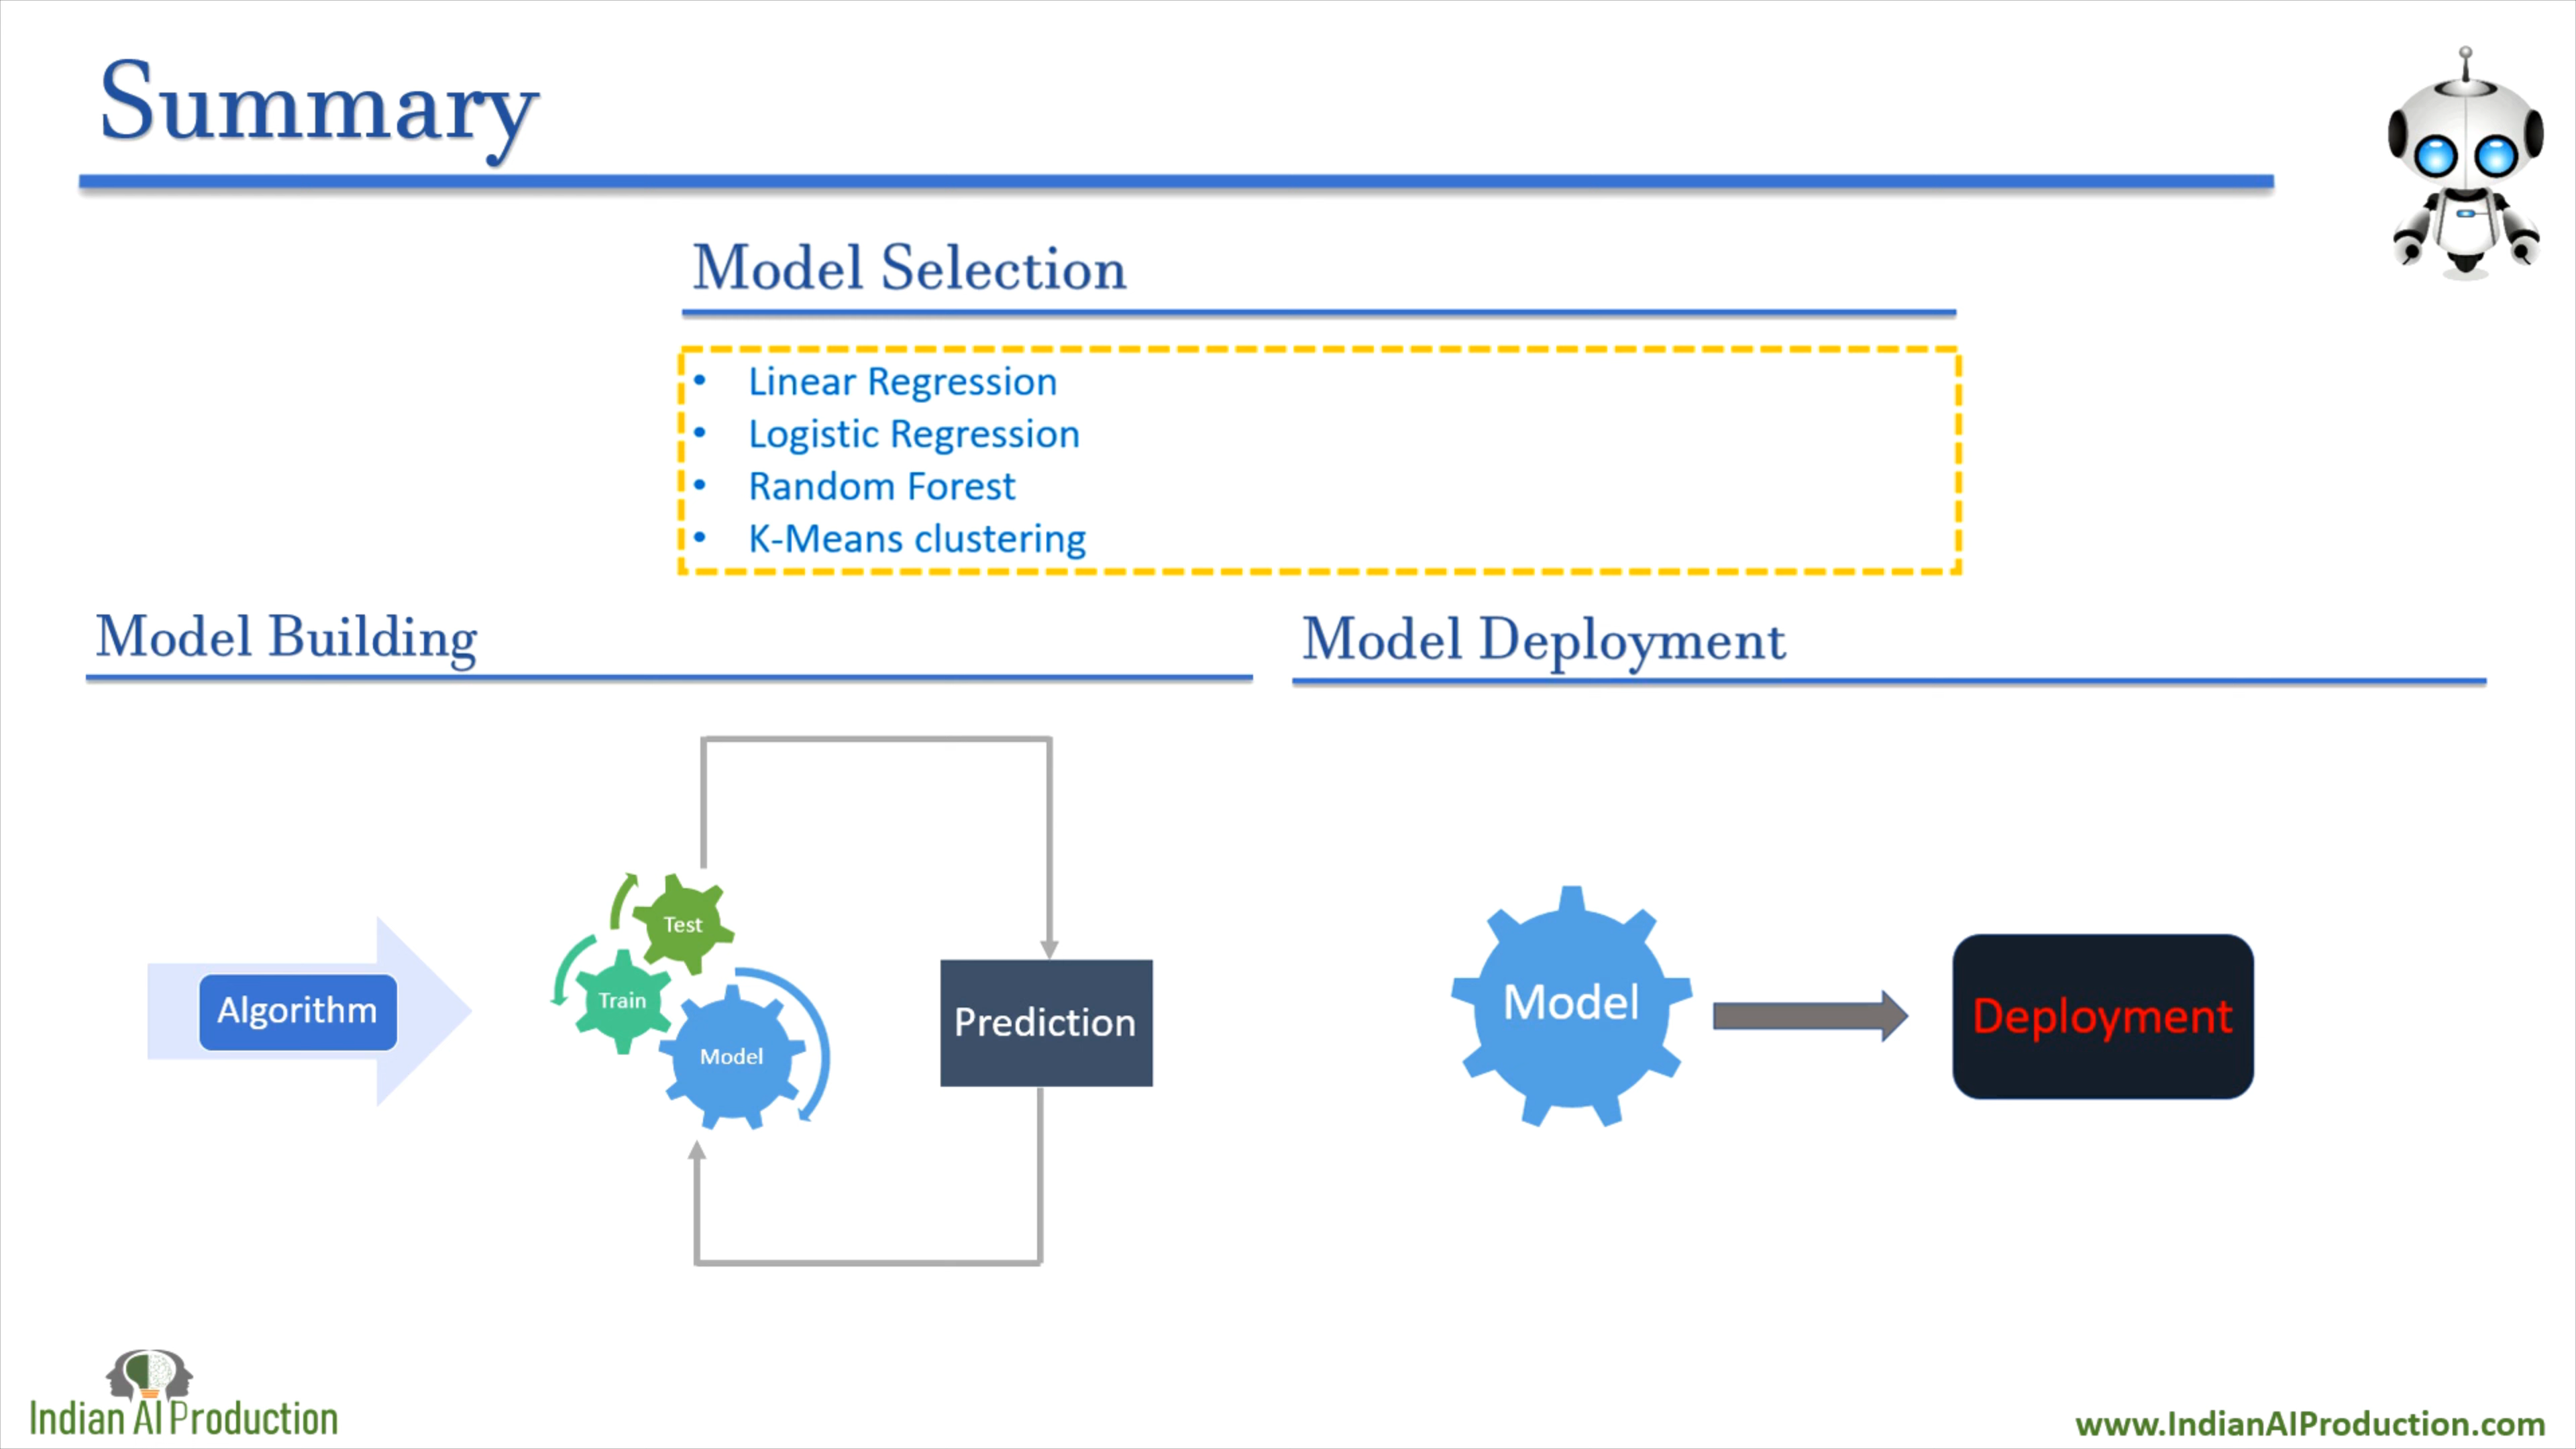 Summary
Model Selection
• Linear Regression
• Logistic Regression
• Random Forest
• K-Means clustering
Model Building
Model Deployment
Algorithm
Test
Train
Model
Prediction
Model
Deployment
Indian AI Production
www.IndianAIProduction.com